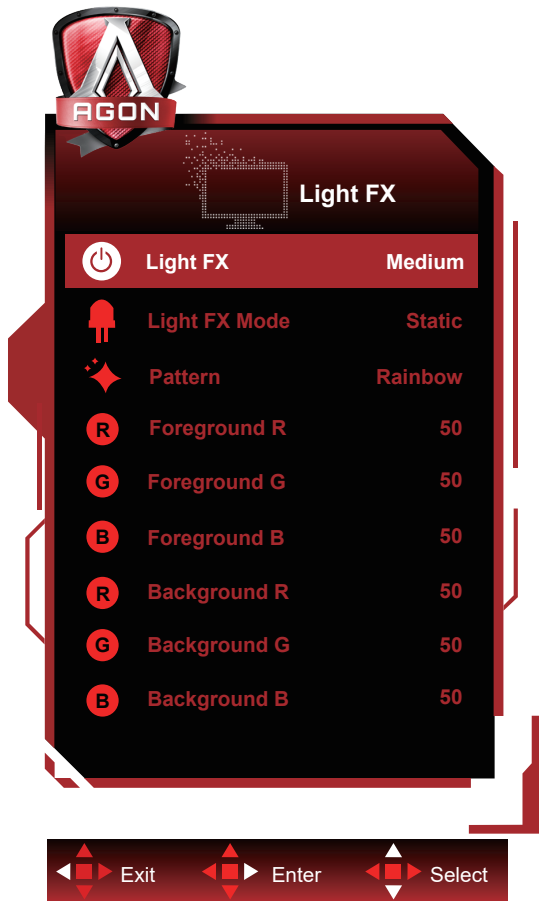 AGON
Light FX
Light FX Medium
Light FX Mode Static
Pattern Rainbow
R Foreground R 50
G Foreground G 50
B Foreground B 50
R Background R 50
G Background G 50
B Background B 50
Exit Enter Select